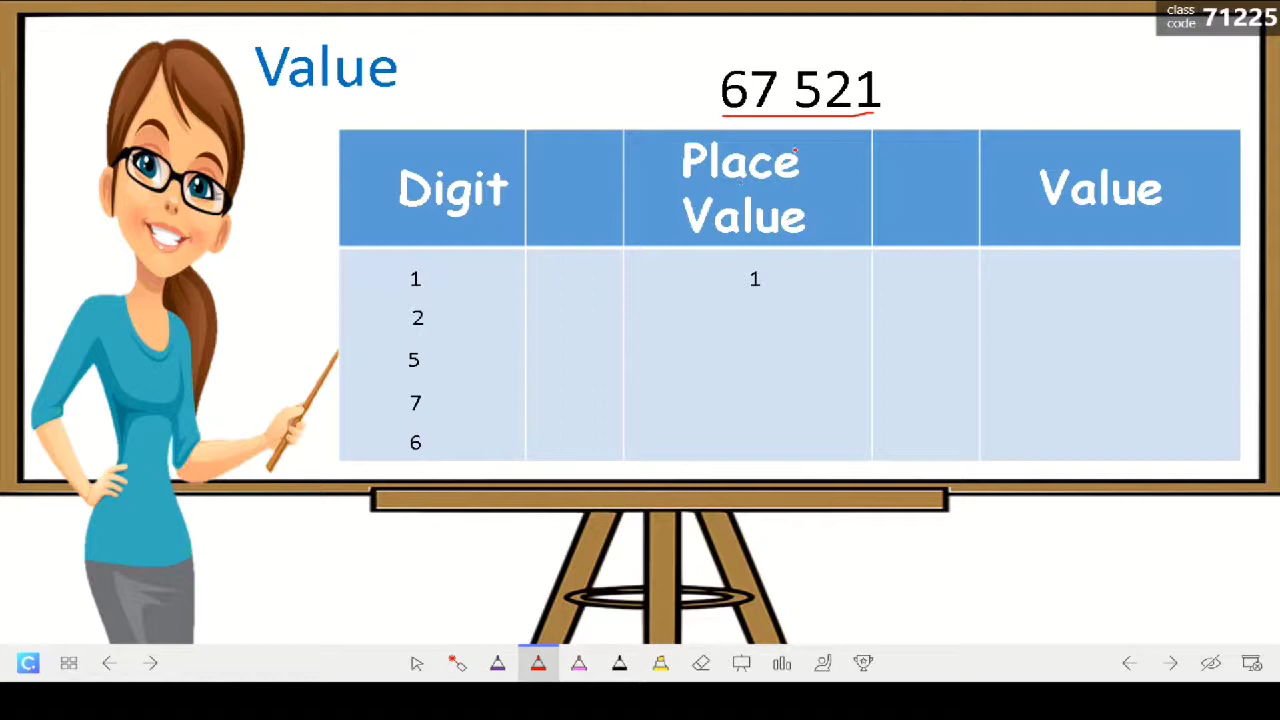 class
code 71225
Value
67 521
Digit Place Value Value
1 1
2
5
7
6